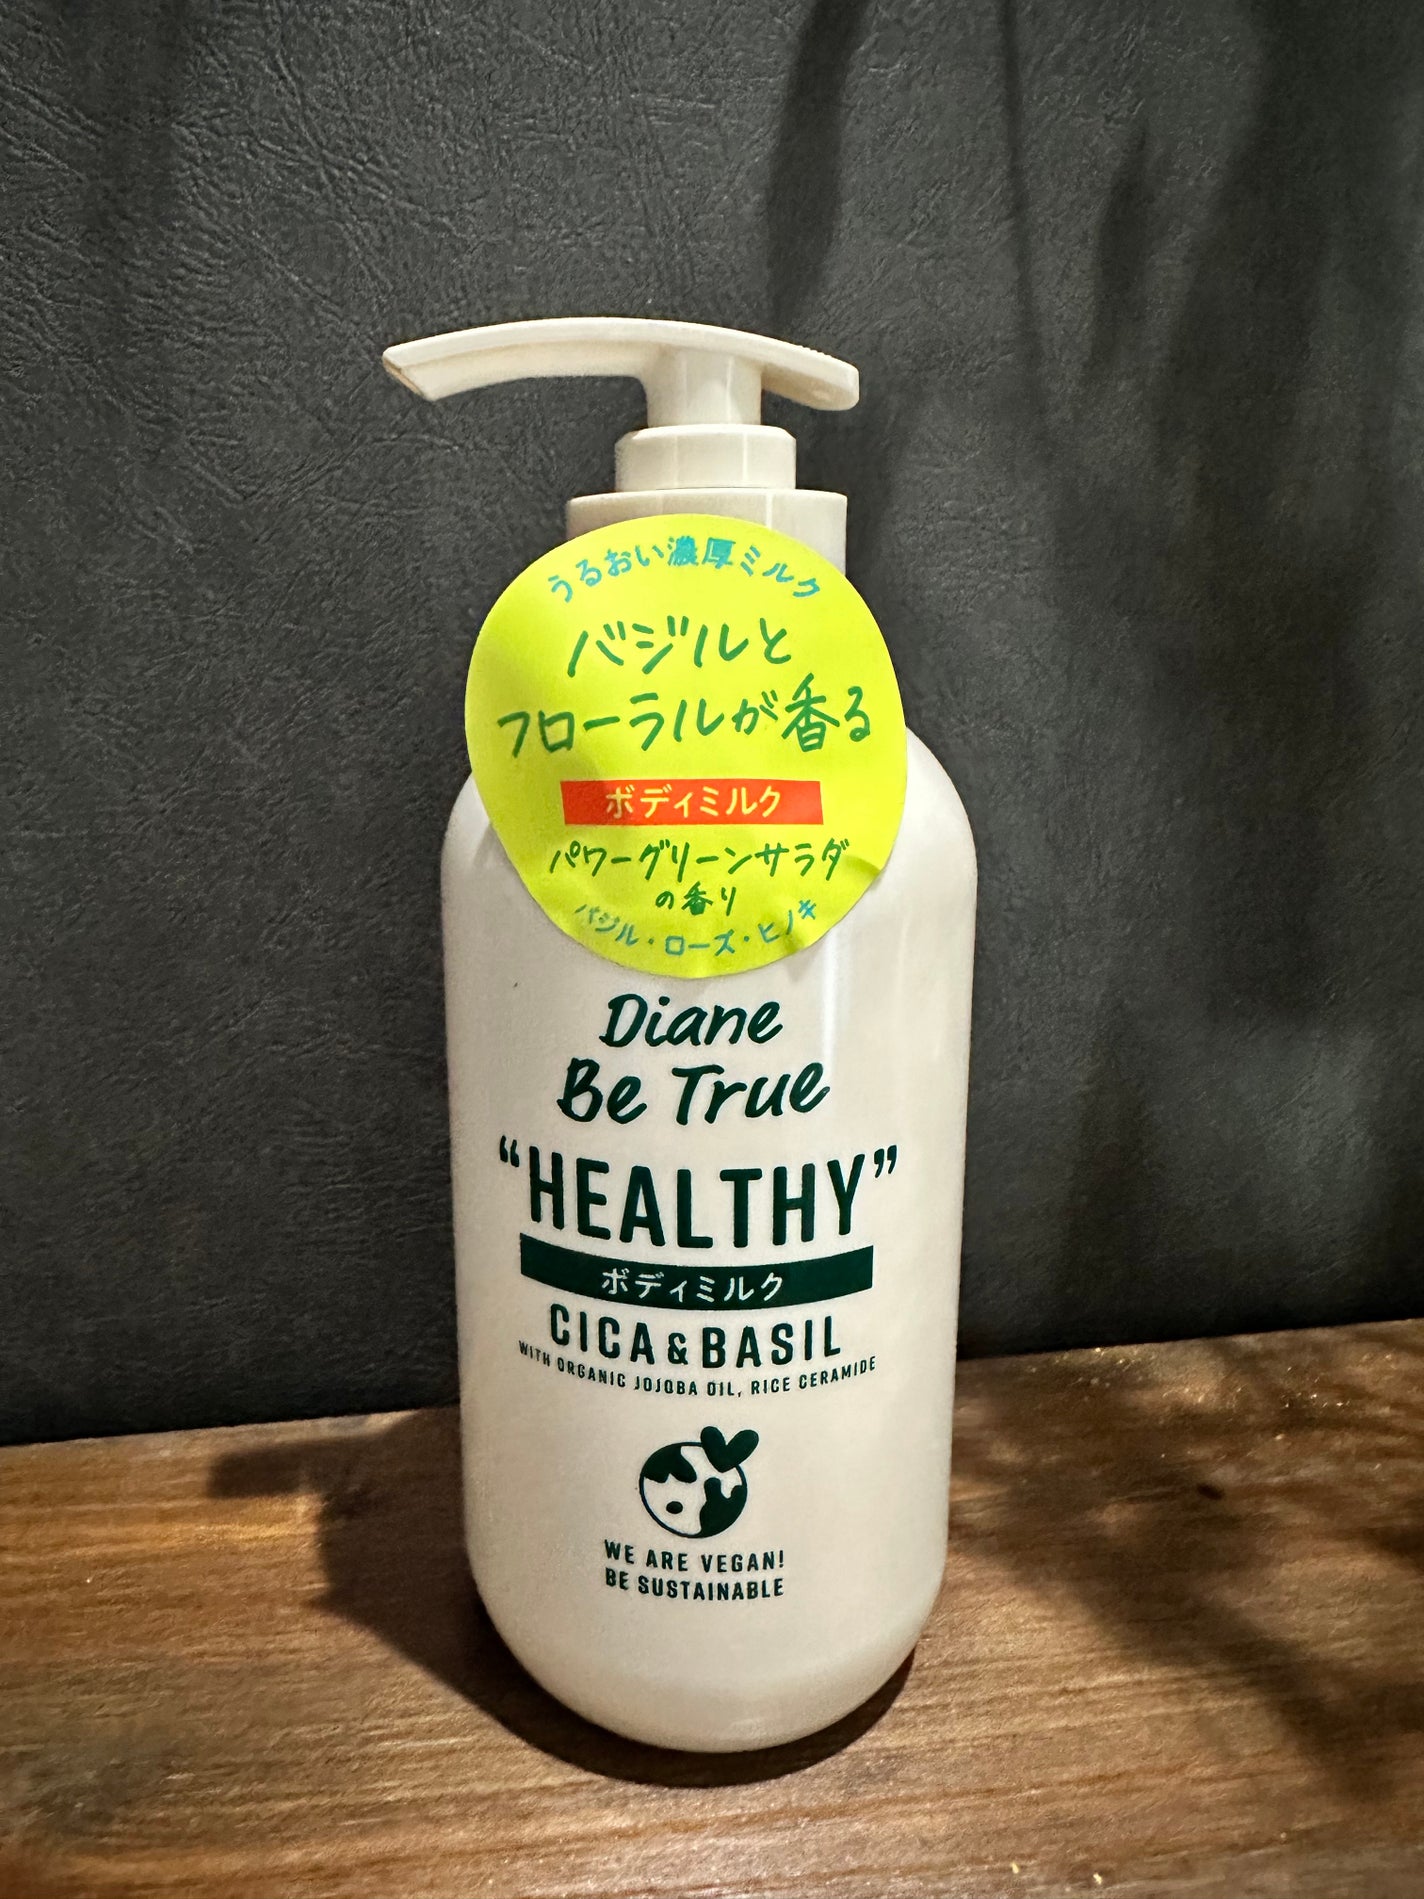 うるおい濃厚ミルク
バジルと
フローラルが香る
ボディミルク
パワーグリーンサラダ
の香り
バジル・ローズ・ヒノキ
Diane
Be True
“HEALTHY”
ボディミルク
CICA&BASIL
WITH ORGANIC JOJOBA OIL, RICE CERAMIDE
WE ARE VEGAN!
BE SUSTAINABLE